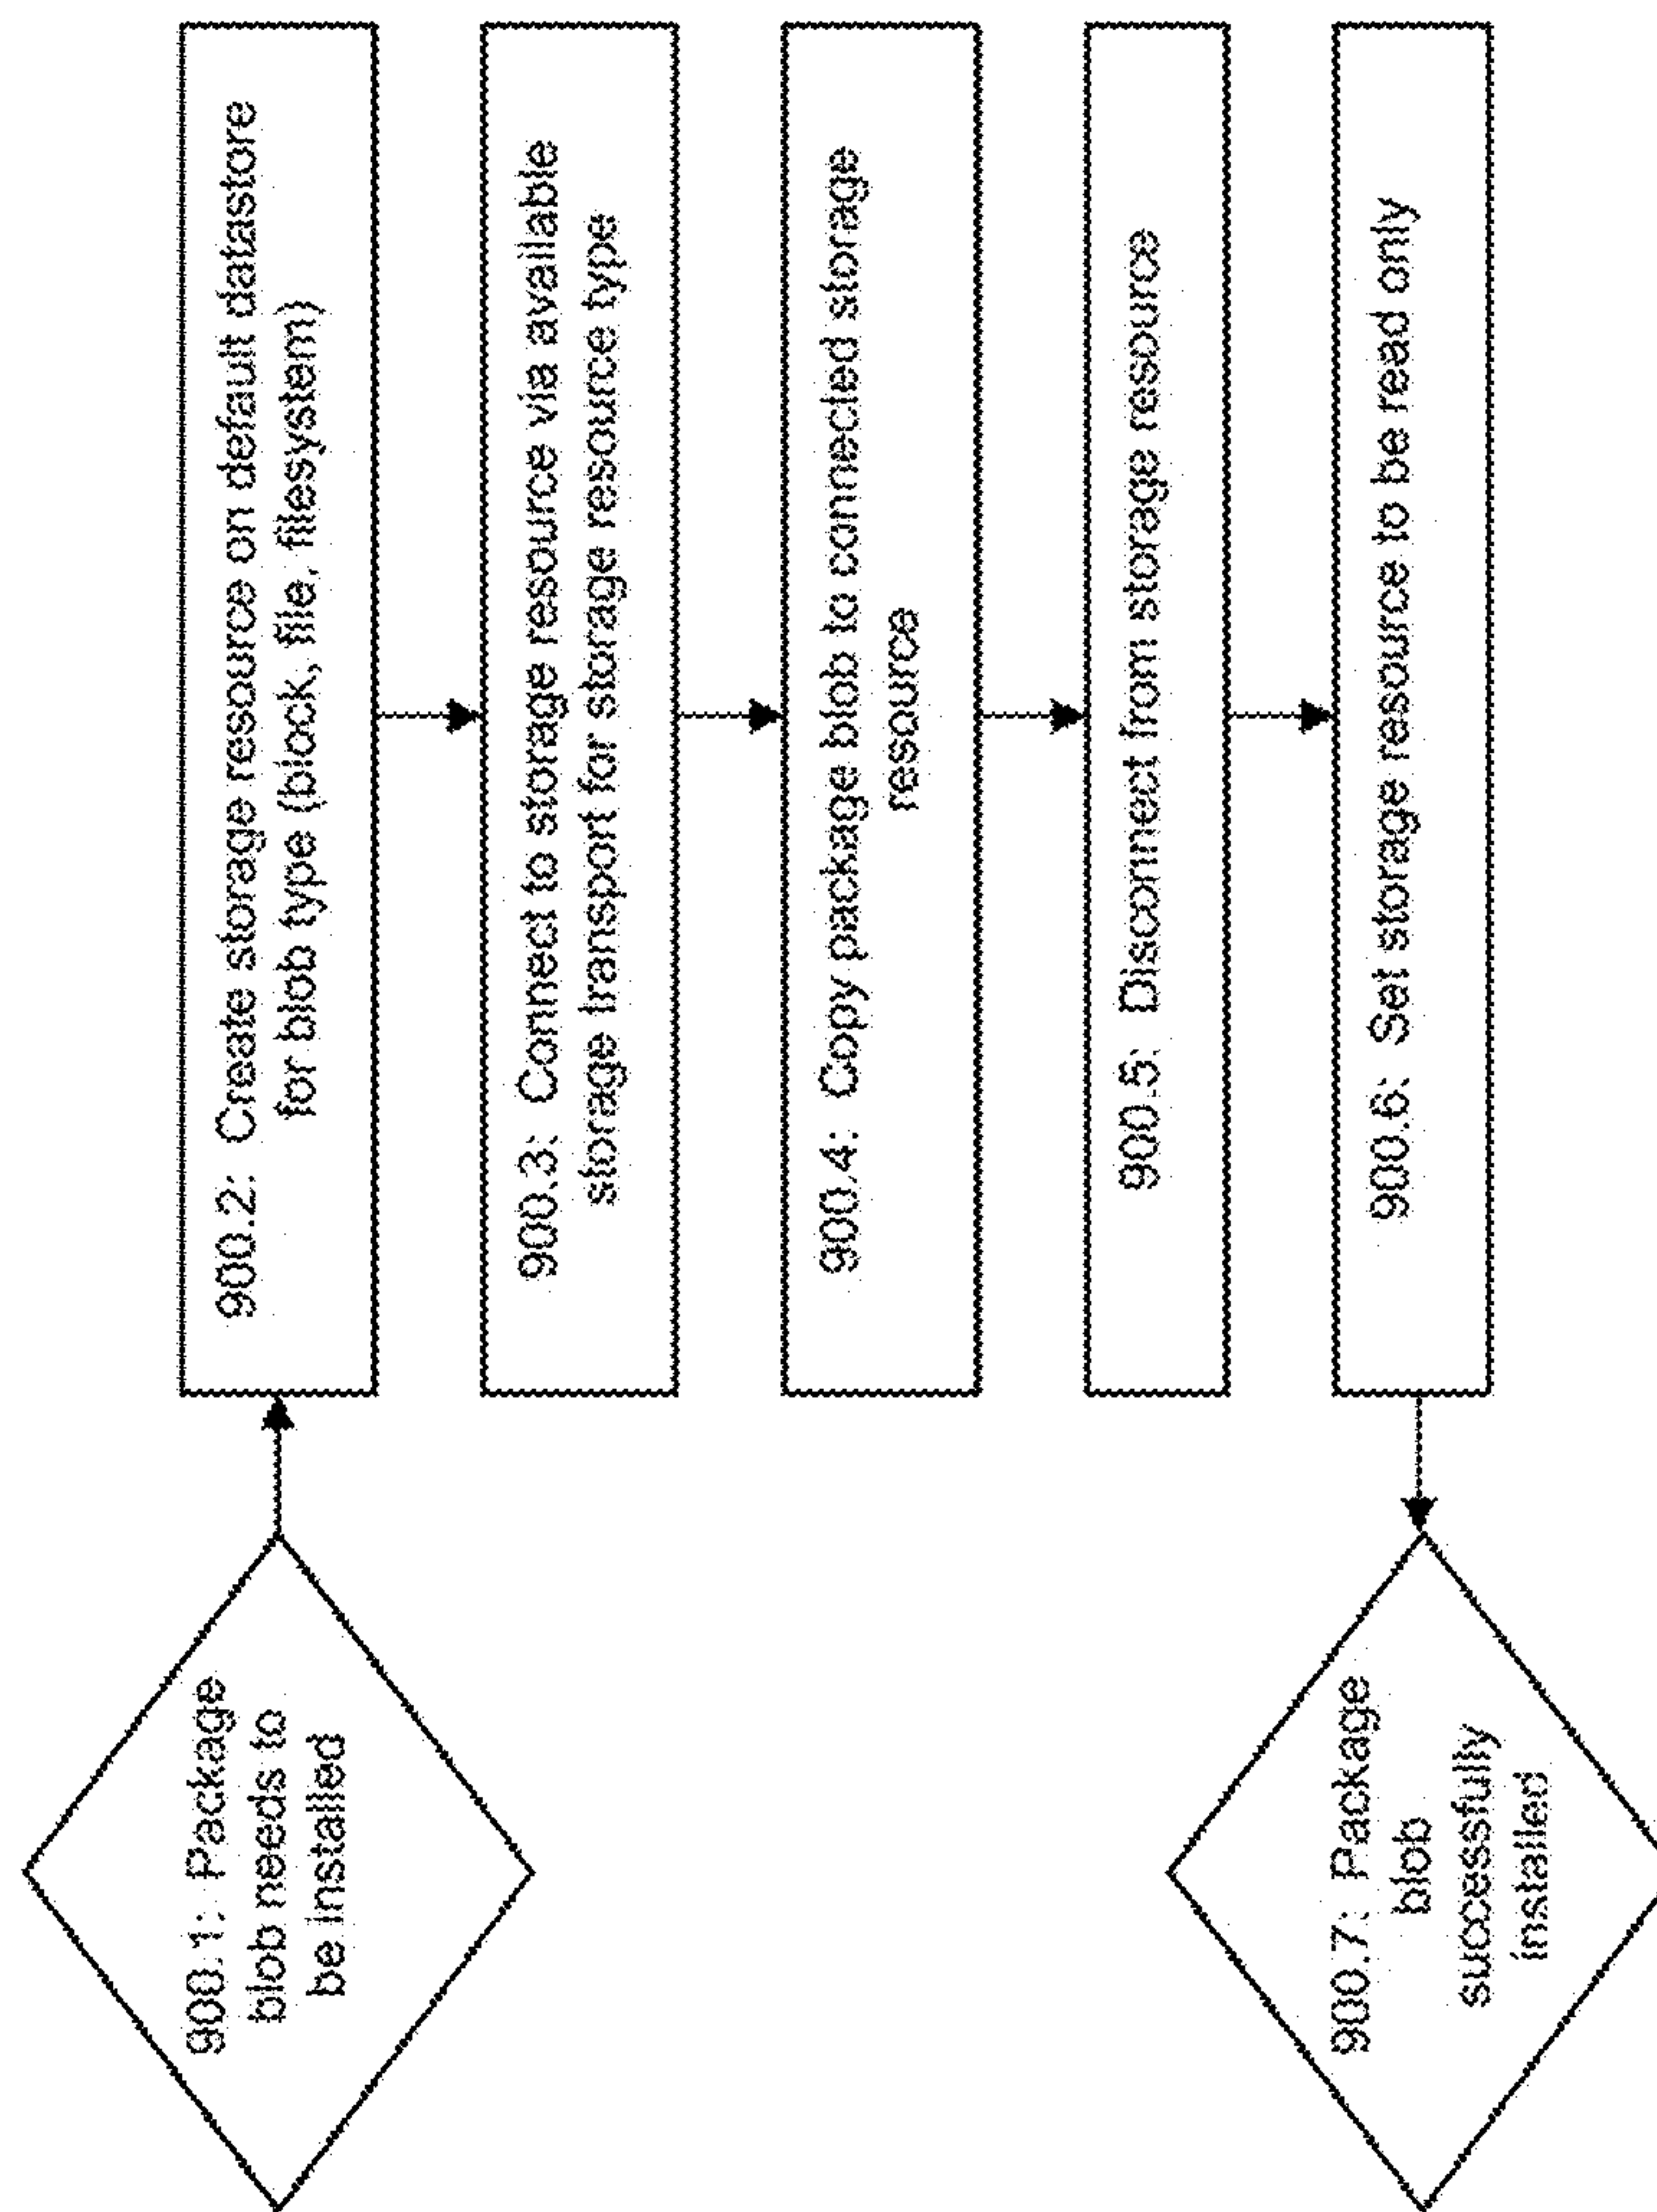 900.1: Package
blob needs to
be installed
900.2: Create storage resource on default datastore
for blob type (block, file, filesystem)
900.3: Connect to storage resource via available
storage transport for storage resource type
900.4: Copy package blob to connected storage
resource
900.5: Disconnect from storage resource
900.6: Set storage resource to be read only
900.7: Package
blob
successfully
installed